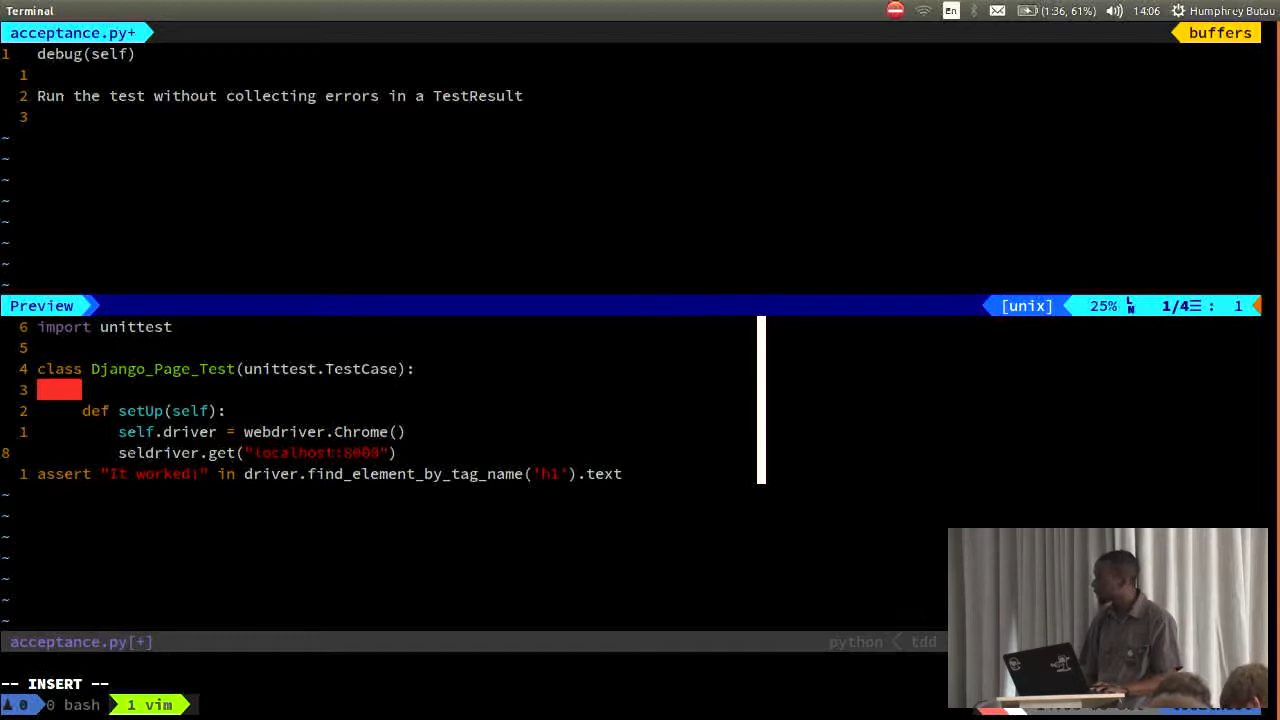 Terminal En (1:36, 61%) 14:06 Humphrey Butau
acceptance.py+ buffers
1 debug(self)
1
2 Run the test without collecting errors in a TestResult
3
~
~
~
~
~
~
~
~
Preview [unix] 25% LN 1/4☰ : 1
6 import unittest
5
4 class Django_Page_Test(unittest.TestCase):
3
2 def setUp(self):
1 self.driver = webdriver.Chrome()
8 seldriver.get("localhost:8000")
1 assert "It worked!" in driver.find_element_by_tag_name('h1').text
~
~
~
~
~
~
~
acceptance.py[+] python < tdd
-- INSERT --
0 0 bash 1 vim